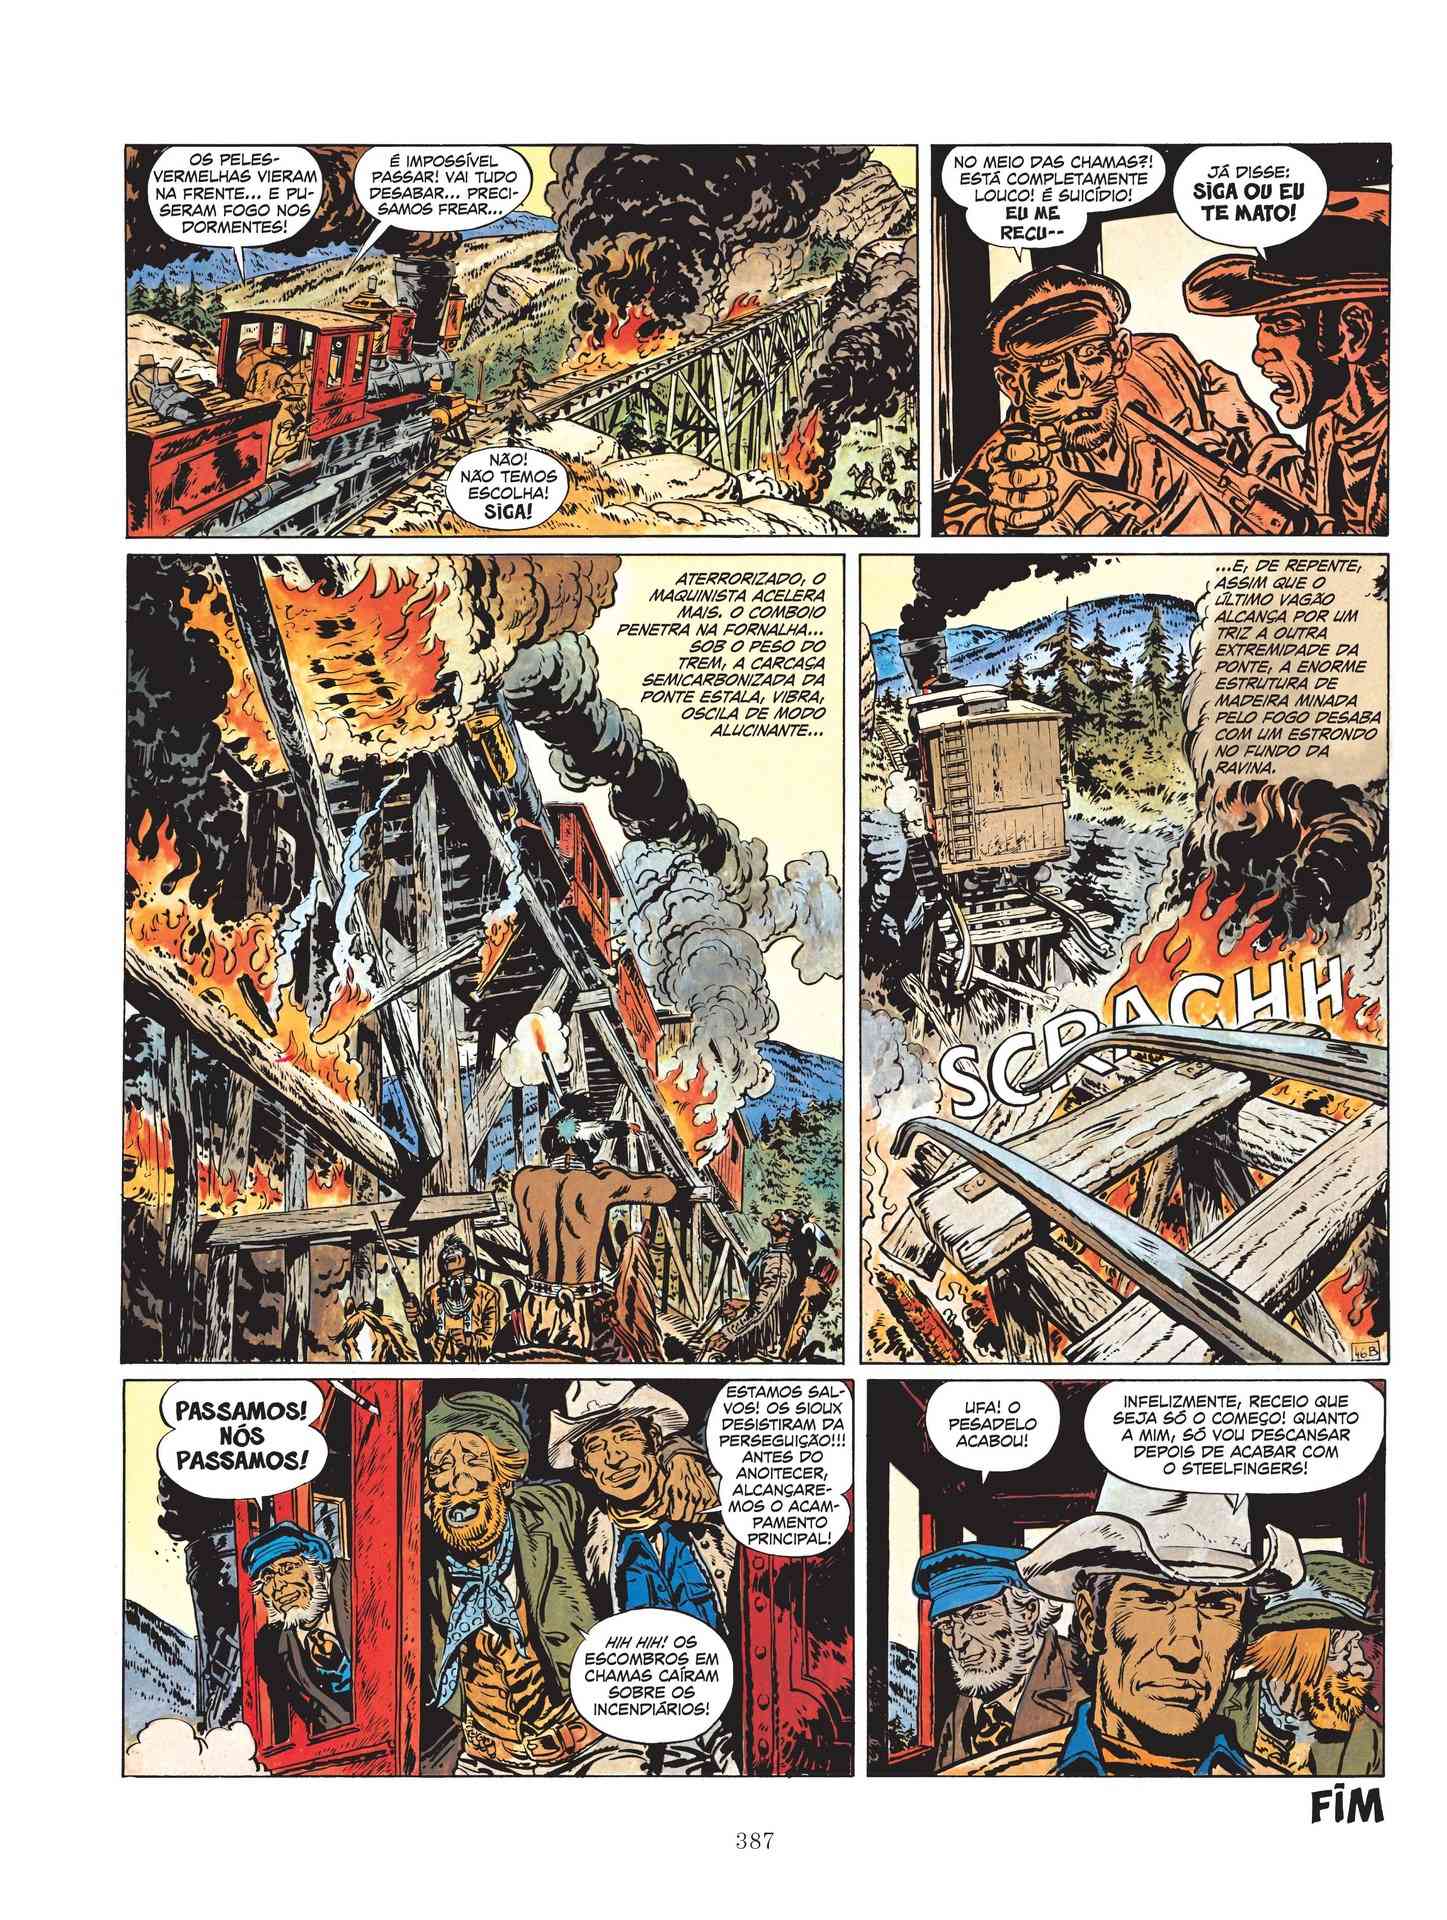 OS PELES-
VERMELHAS VIERAM
NA FRENTE... E PU-
SERAM FOGO NOS
DORMENTES!
É IMPOSSÍVEL
PASSAR! VAI TUDO
DESABAR... PRECI-
SAMOS FREAR...
NÃO!
NÃO TEMOS
ESCOLHA!
SIGA!
NO MEIO DAS CHAMAS?!
ESTÁ COMPLETAMENTE
LOUCO! É SUICÍDIO!
EU ME
RECU--
JÁ DISSE:
SIGA OU EU
TE MATO!
ATERRORIZADO, O
MAQUINISTA ACELERA
MAIS. O COMBOIO
PENETRA NA FORNALHA...
SOB O PESO DO
TREM, A CARCAÇA
SEMICARBONIZADA DA
PONTE ESTALA, VIBRA,
OSCILA DE MODO
ALUCINANTE...
...E, DE REPENTE,
ASSIM QUE O
ÚLTIMO VAGÃO
ALCANÇA POR UM
TRIZ A OUTRA
EXTREMIDADE DA
PONTE, A ENORME
ESTRUTURA DE
MADEIRA MINADA
PELO FOGO DESABA
COM UM ESTRONDO
NO FUNDO DA
RAVINA.
SCRACHH
46B
PASSAMOS!
NÓS
PASSAMOS!
ESTAMOS SAL-
VOS! OS SIOUX
DESISTIRAM DA
PERSEGUIÇÃO!!!
ANTES DO
ANOITECER,
ALCANÇARE-
MOS O ACAM-
PAMENTO
PRINCIPAL!
HIH HIH! OS
ESCOMBROS EM
CHAMAS CAÍRAM
SOBRE OS
INCENDIÁRIOS!
UFA! O
PESADELO
ACABOU!
INFELIZMENTE, RECEIO QUE
SEJA SÓ O COMEÇO! QUANTO
A MIM, SÓ VOU DESCANSAR
DEPOIS DE ACABAR COM
O STEELFINGERS!
FIM
387